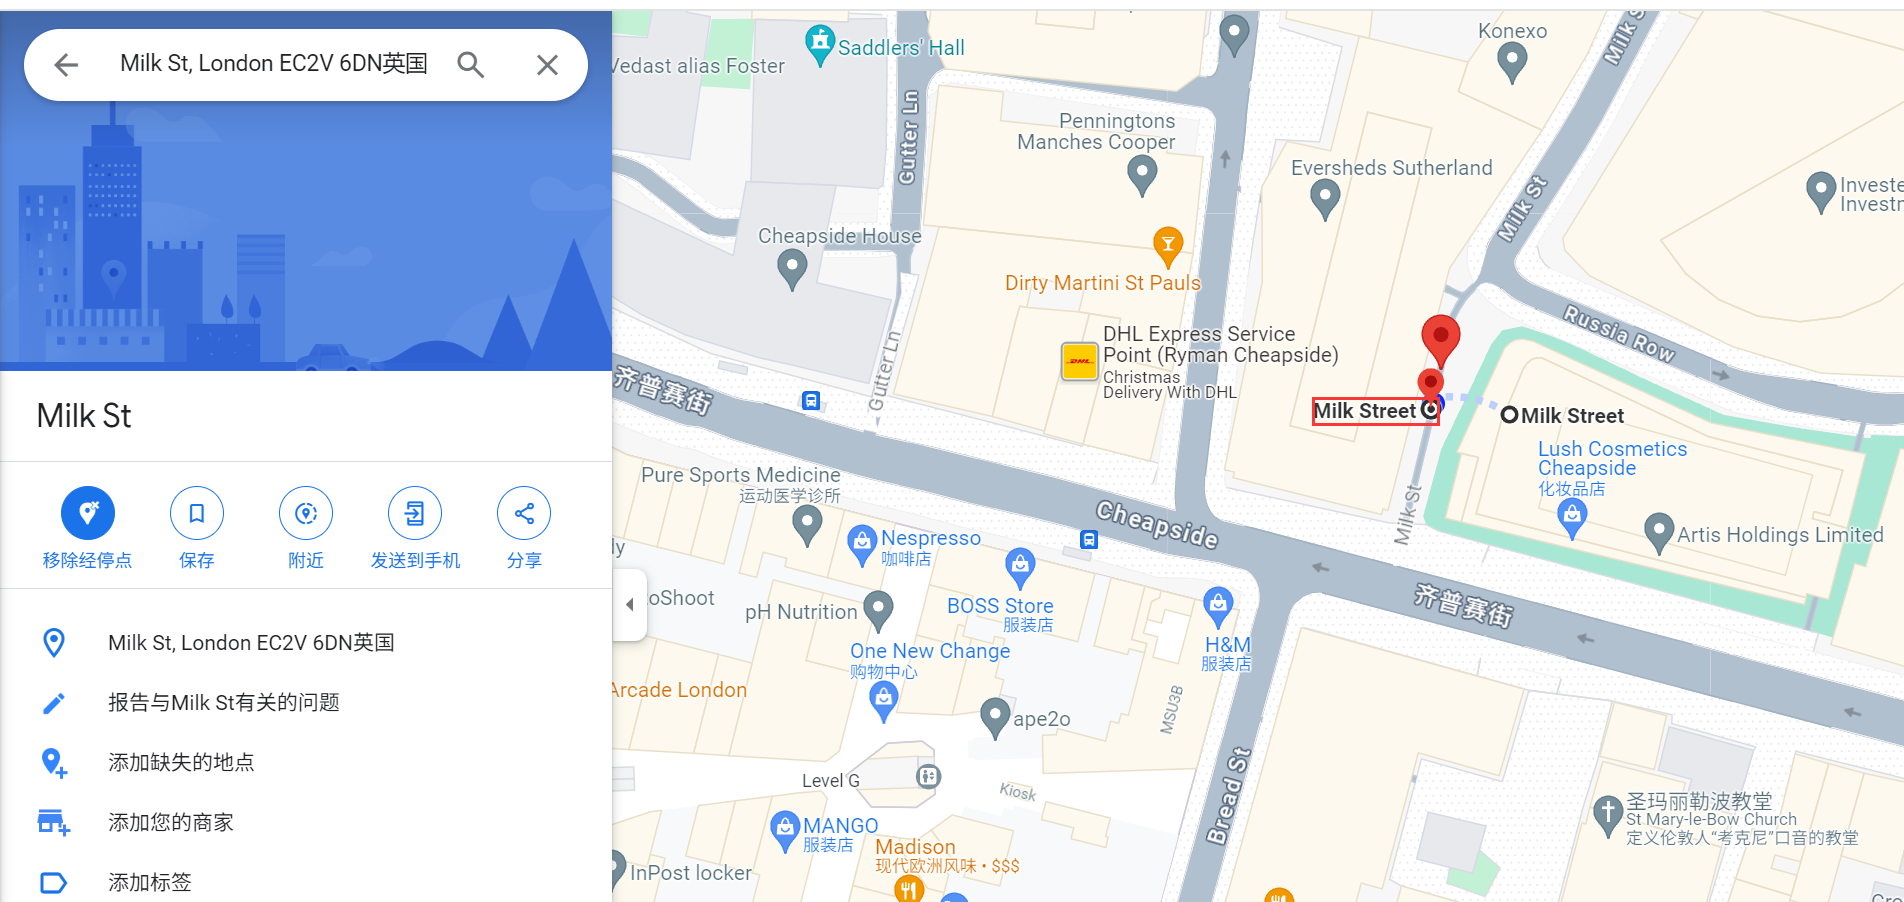 Milk St, London EC2V 6DN英国
Milk St
移除经停点
保存
附近
发送到手机
分享
Milk St, London EC2V 6DN英国
报告与Milk St有关的问题
添加缺失的地点
添加您的商家
添加标签
Saddlers' Hall
Vedast alias Foster
Gutter Ln
Konexo
Milk S
Penningtons
Manches Cooper
Eversheds Sutherland
Investe
Investm
Milk St
Cheapside House
Dirty Martini St Pauls
Gutter Ln
DHL
DHL Express Service
Point (Ryman Cheapside)
Christmas
Delivery With DHL
Russia Row
齐普赛街
Milk Street
Milk Street
Lush Cosmetics
Cheapside
化妆品店
Pure Sports Medicine
运动医学诊所
Milk St
Artis Holdings Limited
Cheapside
Nespresso
咖啡店
ly
BOSS Store
服装店
toShoot
pH Nutrition
齐普赛街
H&M
服装店
One New Change
购物中心
Arcade London
MSU3B
ape2o
Level G
Kiosk
Bread St
MANGO
服装店
Madison
现代欧洲风味 • $$$
InPost locker
圣玛丽勒波教堂
St Mary-le-Bow Church
定义伦敦人“考克尼”口音的教堂